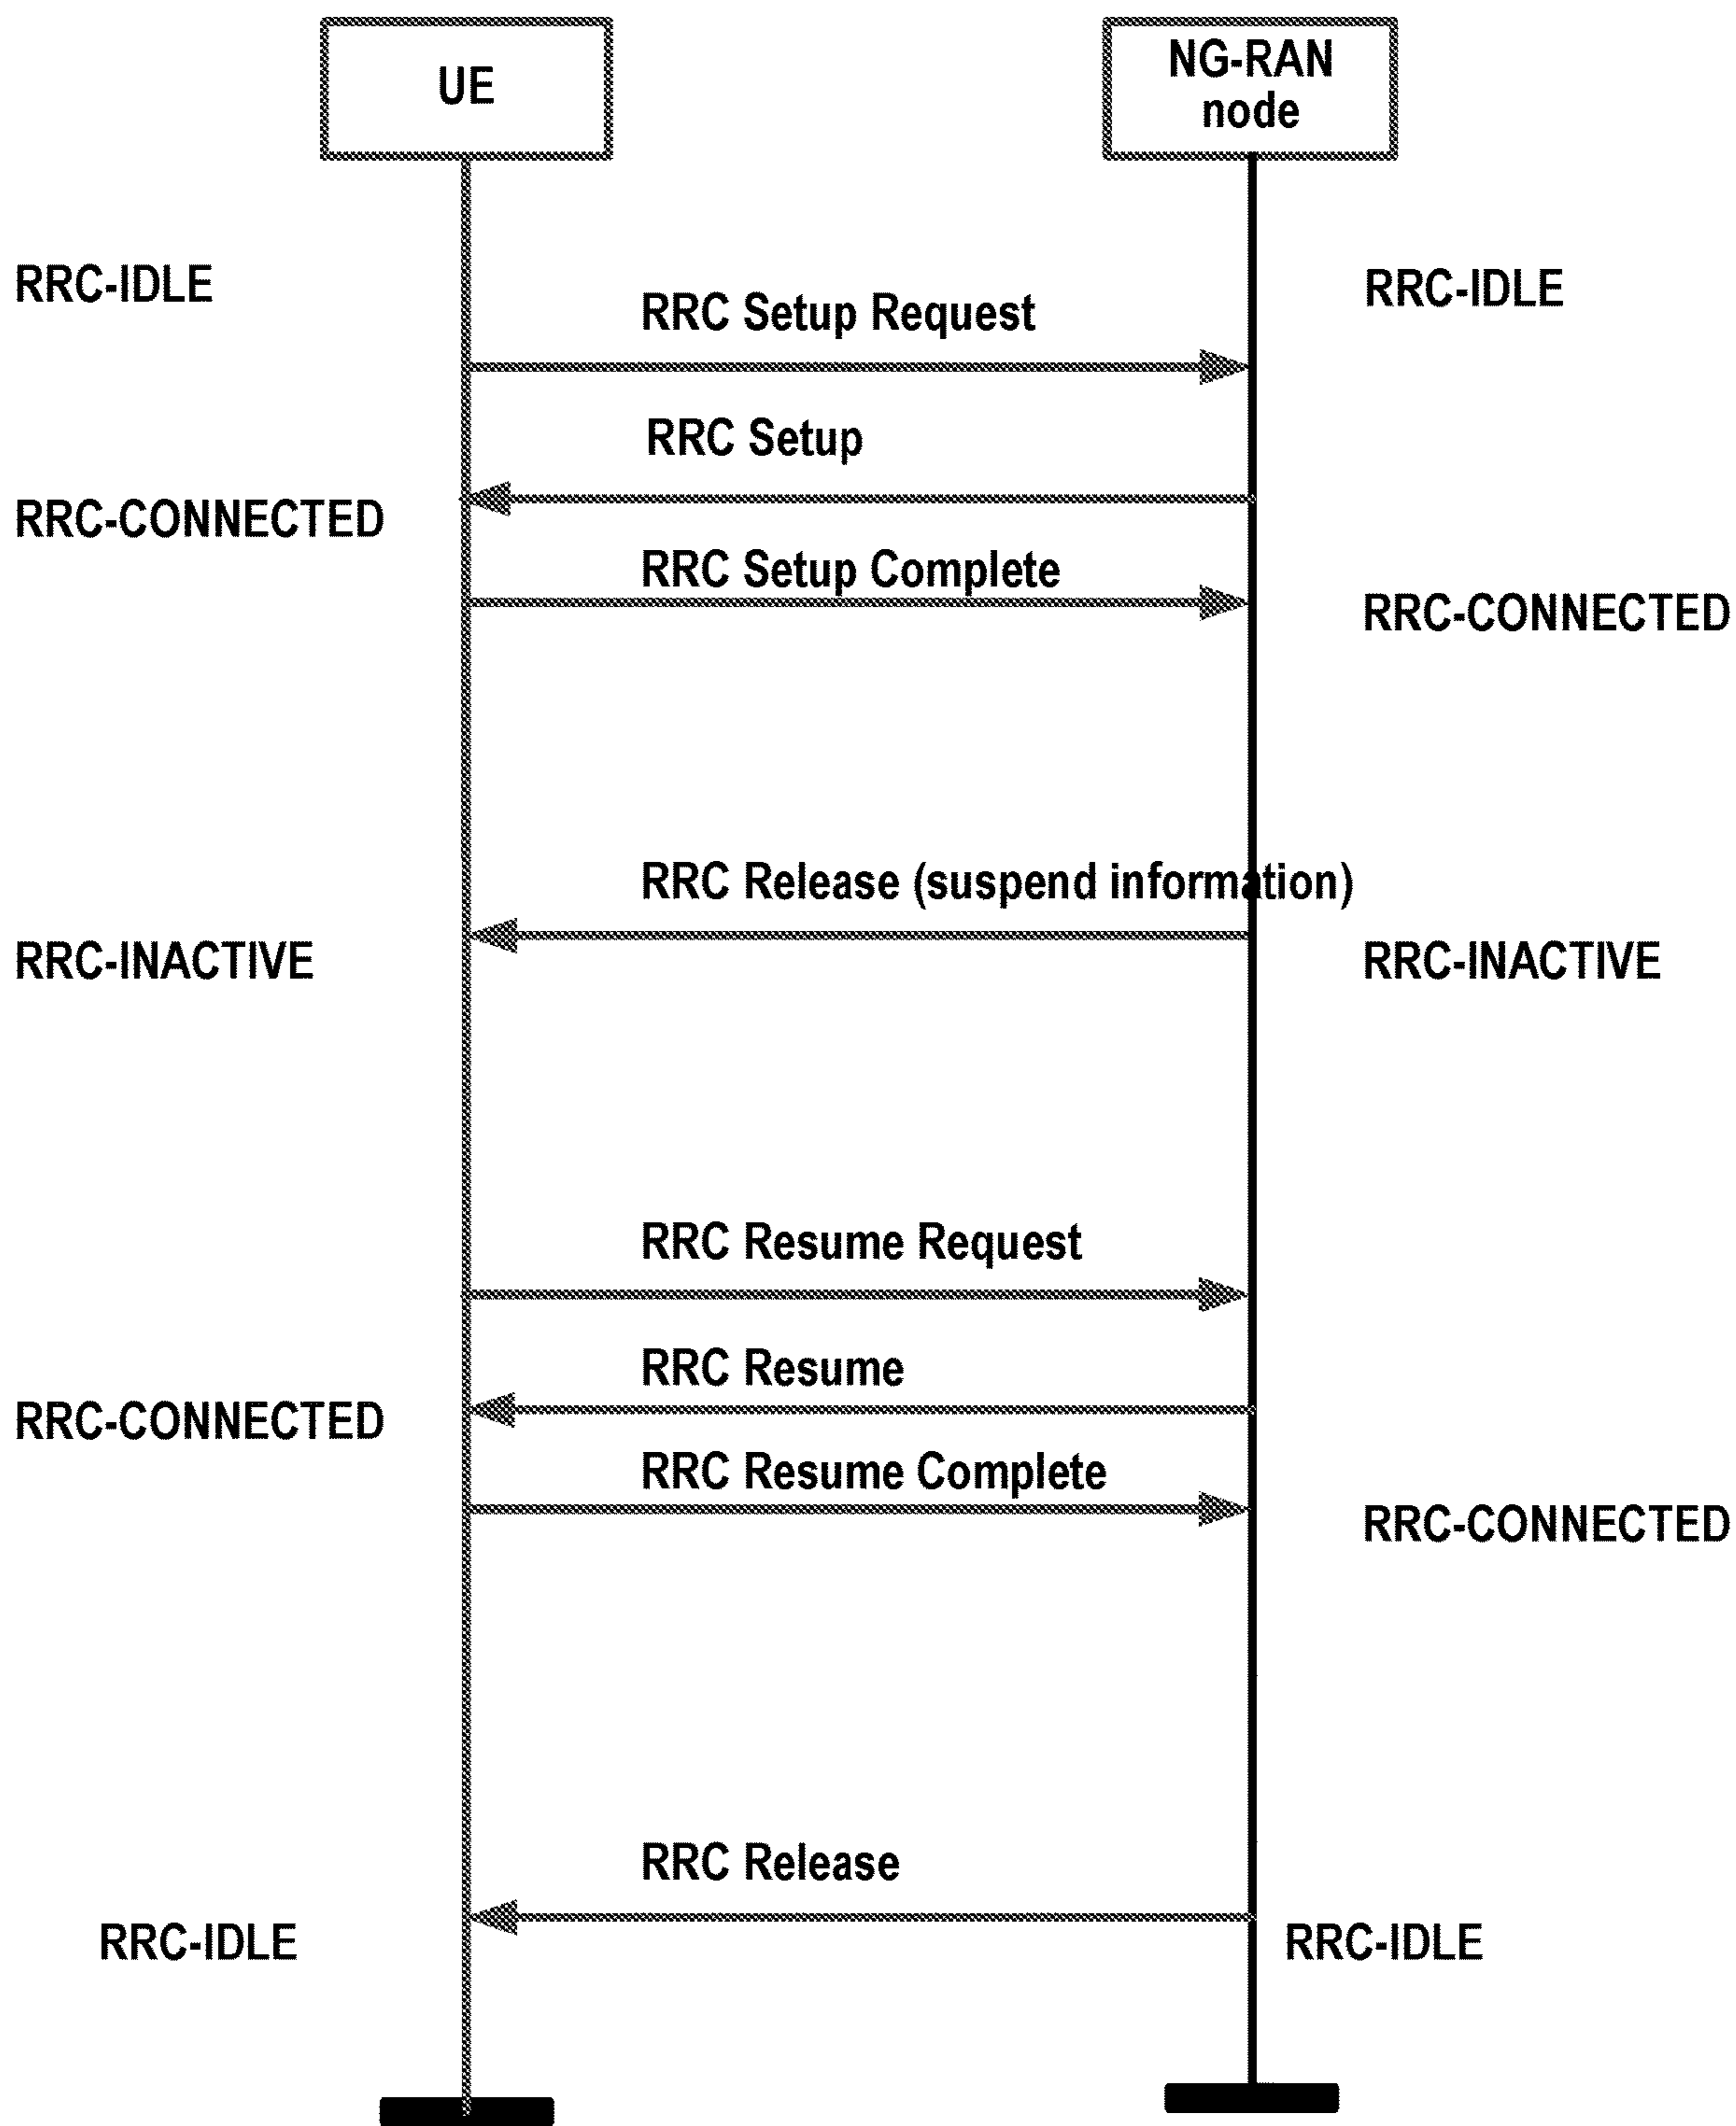 UE
NG-RAN
node
RRC-IDLE
RRC-IDLE
RRC Setup Request
RRC Setup
RRC-CONNECTED
RRC Setup Complete
RRC-CONNECTED
RRC Release (suspend information)
RRC-INACTIVE
RRC-INACTIVE
RRC Resume Request
RRC Resume
RRC-CONNECTED
RRC Resume Complete
RRC-CONNECTED
RRC Release
RRC-IDLE
RRC-IDLE